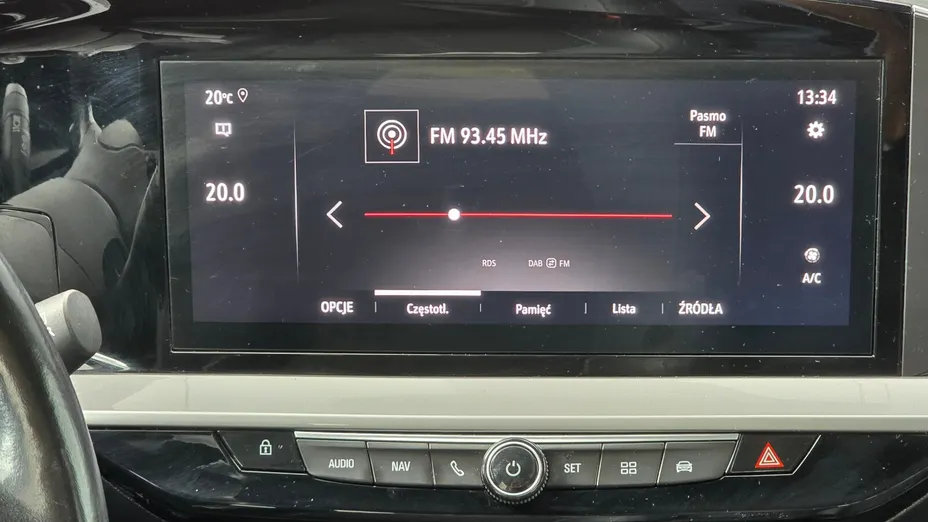 20°C
13:34
FM 93.45 MHz
Pasmo
FM
20.0
20.0
RDS
DAB FM
A/C
OPCJE
Częstotl.
Pamięć
Lista
ŹRÓDŁA
AUDIO
NAV
SET